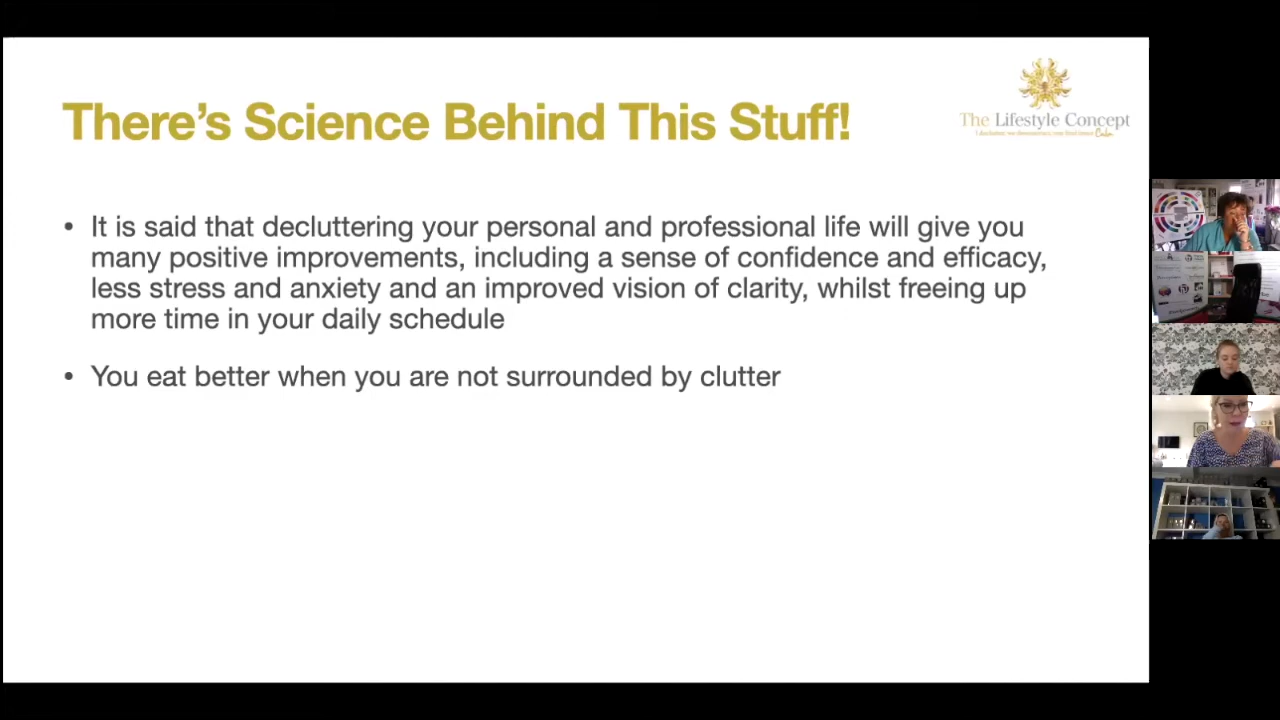 There's Science Behind This Stuff!
The Lifestyle Concept
• It is said that decluttering your personal and professional life will give you
many positive improvements, including a sense of confidence and efficacy,
less stress and anxiety and an improved vision of clarity, whilst freeing up
more time in your daily schedule
• You eat better when you are not surrounded by clutter